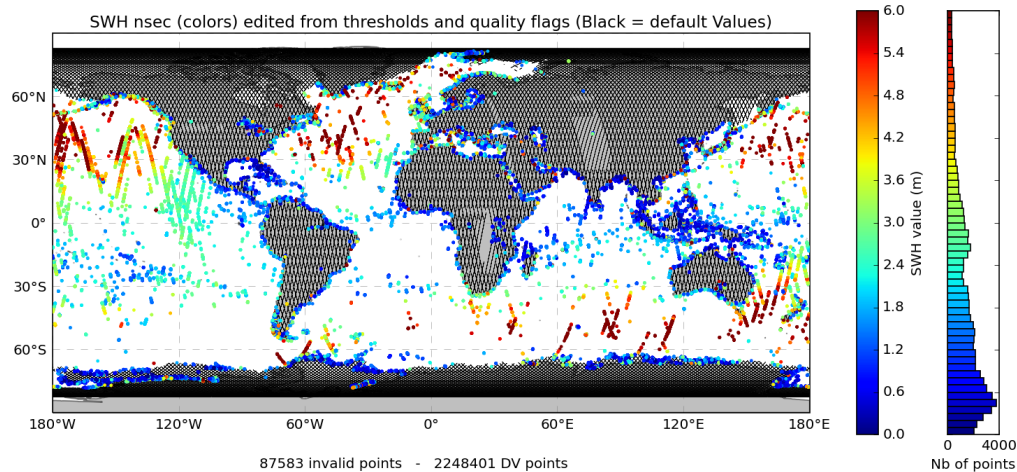 SWH nsec (colors) edited from thresholds and quality flags (Black = default Values)
60°N
30°N
0°
30°S
60°S
180°W 120°W 60°W 0° 60°E 120°E 180°E
87583 invalid points - 2248401 DV points
6.0
5.4
4.8
4.2
3.6
3.0
2.4
1.8
1.2
0.6
0.0
SWH value (m)
0 4000
Nb of points